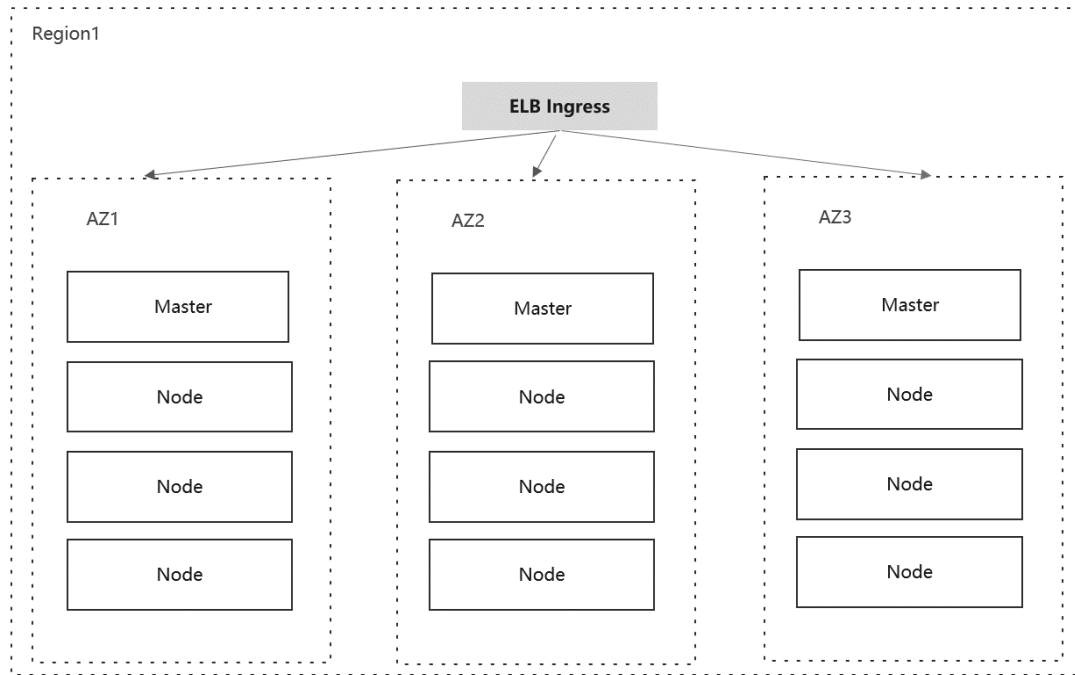 Region1
ELB Ingress
AZ1
Master
Node
Node
Node
AZ2
Master
Node
Node
Node
AZ3
Master
Node
Node
Node